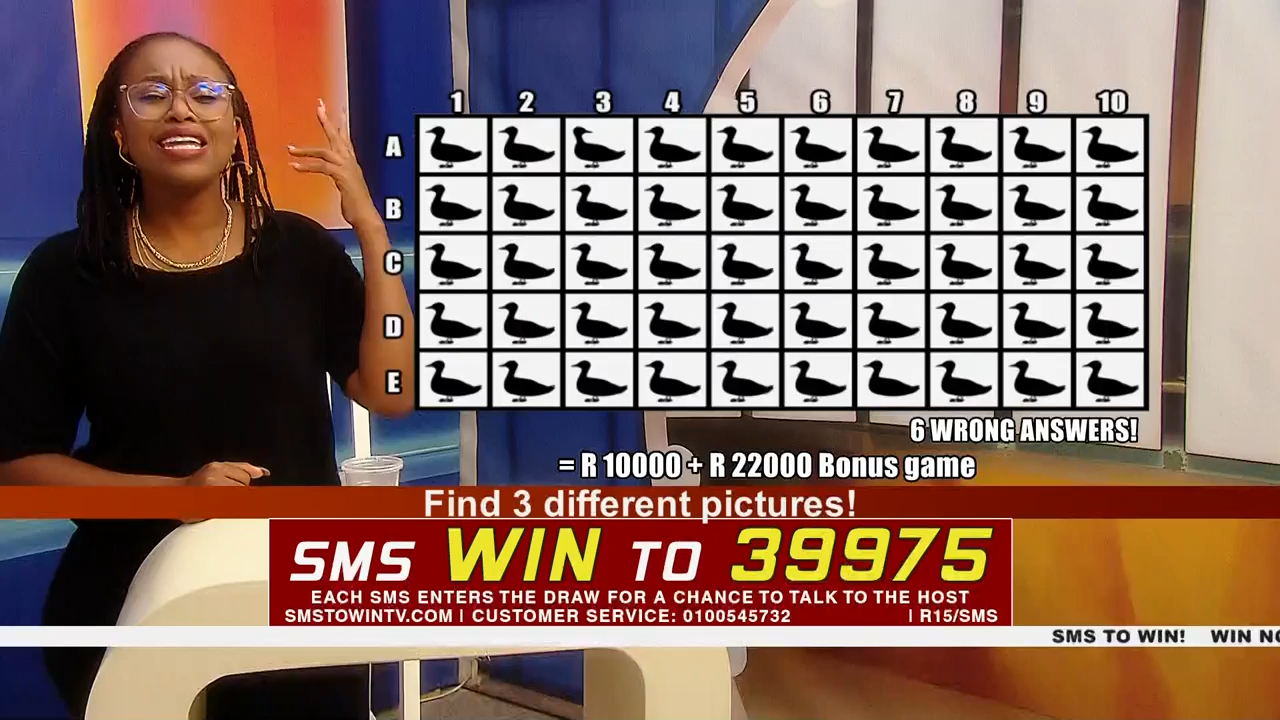 1 2 3 4 5 6 7 8 9 10
A
B
C
D
E
6 WRONG ANSWERS!
= R 10000 + R 22000 Bonus game
Find 3 different pictures!
SMS WIN TO 39975
EACH SMS ENTERS THE DRAW FOR A CHANCE TO TALK TO THE HOST
SMSTOWINTV.COM | CUSTOMER SERVICE: 0100545732 | R15/SMS
SMS TO WIN! WIN NO